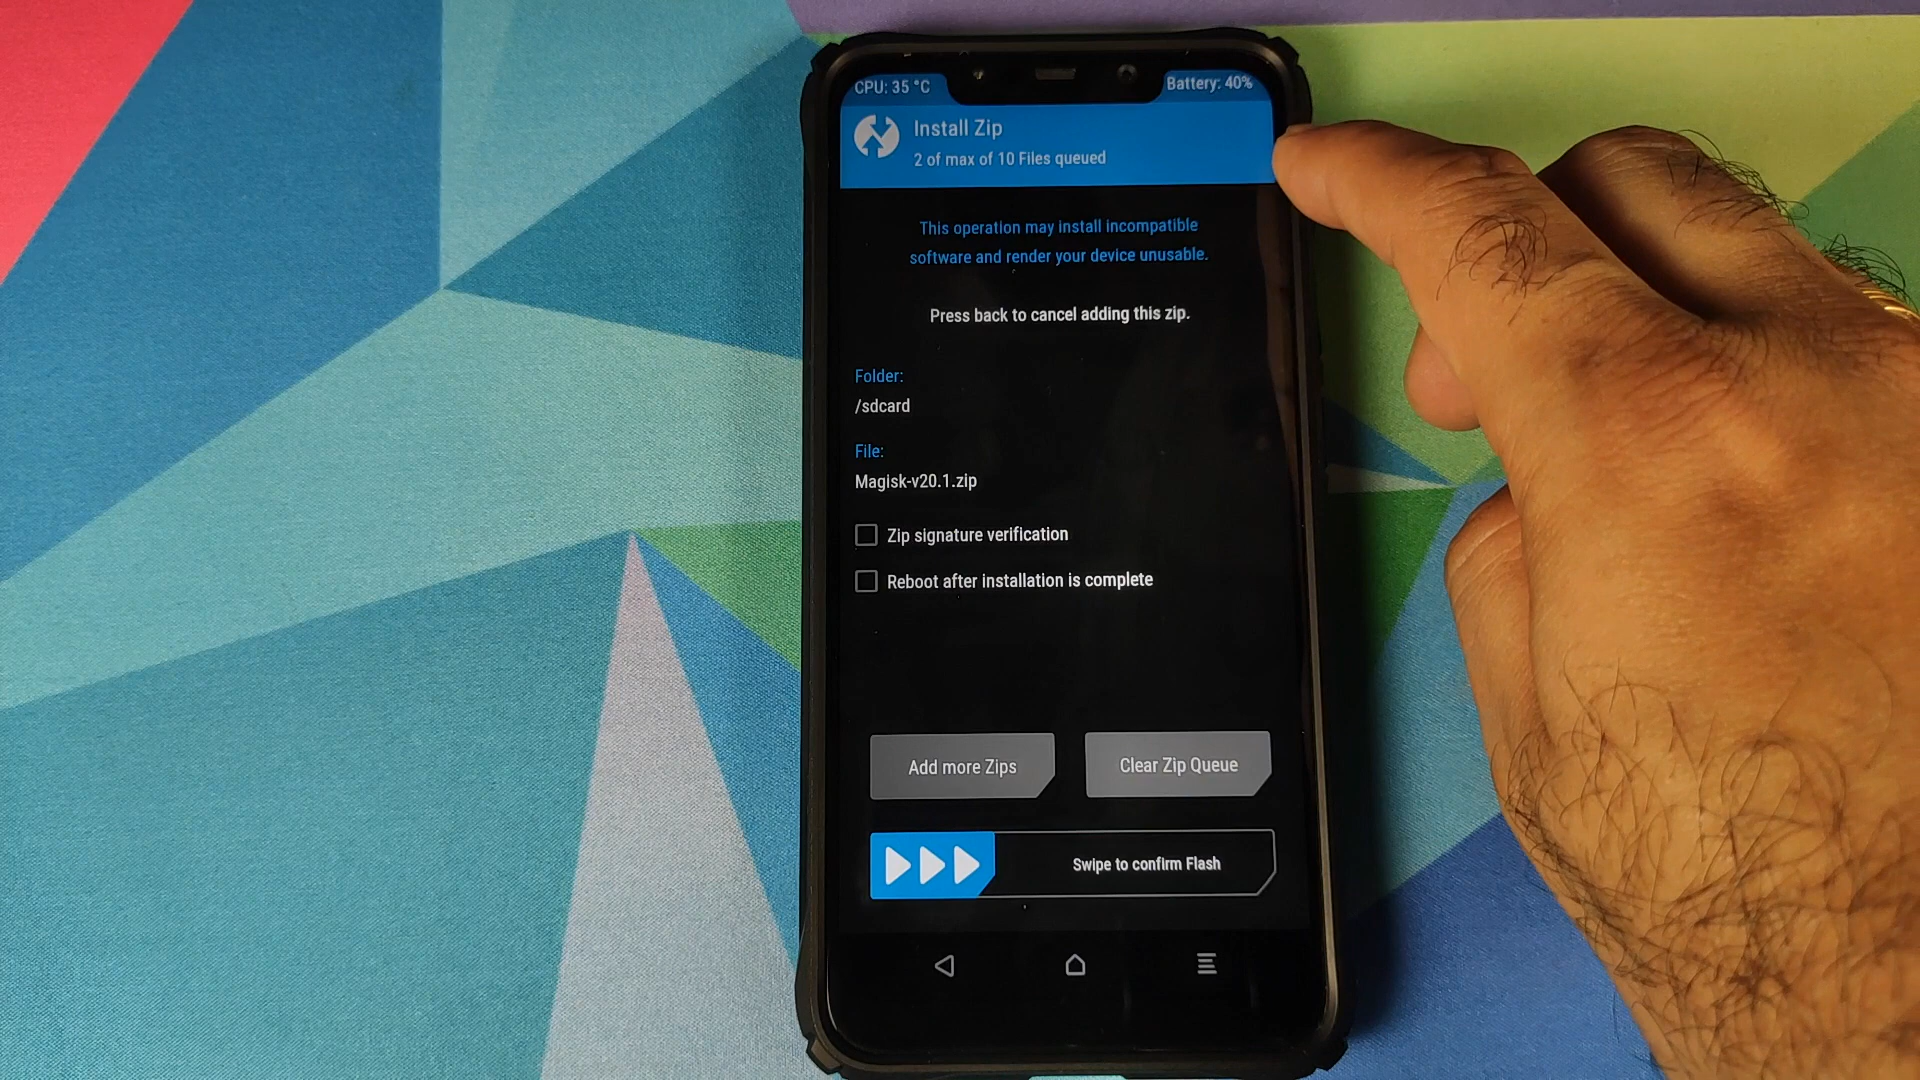 CPU: 35 °C
Battery: 40%
Install Zip
2 of max of 10 Files queued
This operation may install incompatible
software and render your device unusable.
Press back to cancel adding this zip.
Folder:
/sdcard
File:
Magisk-v20.1.zip
Zip signature verification
Reboot after installation is complete
Add more Zips
Clear Zip Queue
Swipe to confirm Flash